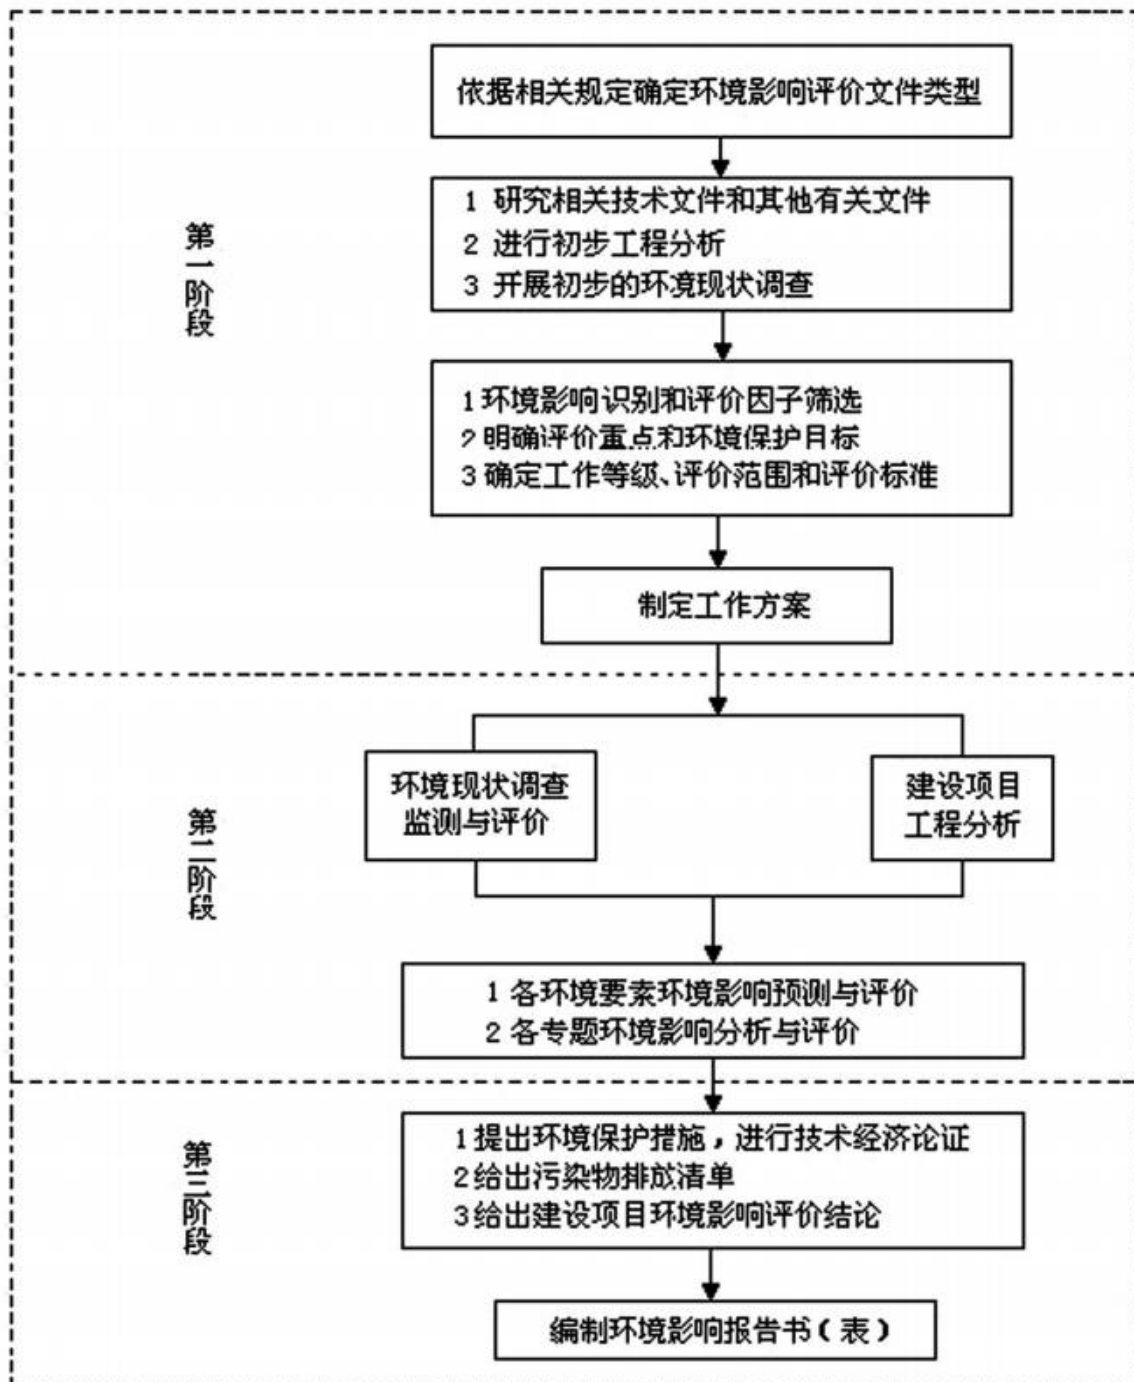 依据相关规定确定环境影响评价文件类型
第一阶段
1 研究相关技术文件和其他有关文件
2 进行初步工程分析
3 开展初步的环境现状调查
1环境影响识别和评价因子筛选
2明确评价重点和环境保护目标
3确定工作等级、评价范围和评价标准
制定工作方案
第二阶段
环境现状调查
监测与评价
建设项目
工程分析
1 各环境要素环境影响预测与评价
2 各专题环境影响分析与评价
第三阶段
1提出环境保护措施，进行技术经济论证
2给出污染物排放清单
3给出建设项目环境影响评价结论
编制环境影响报告书（表）